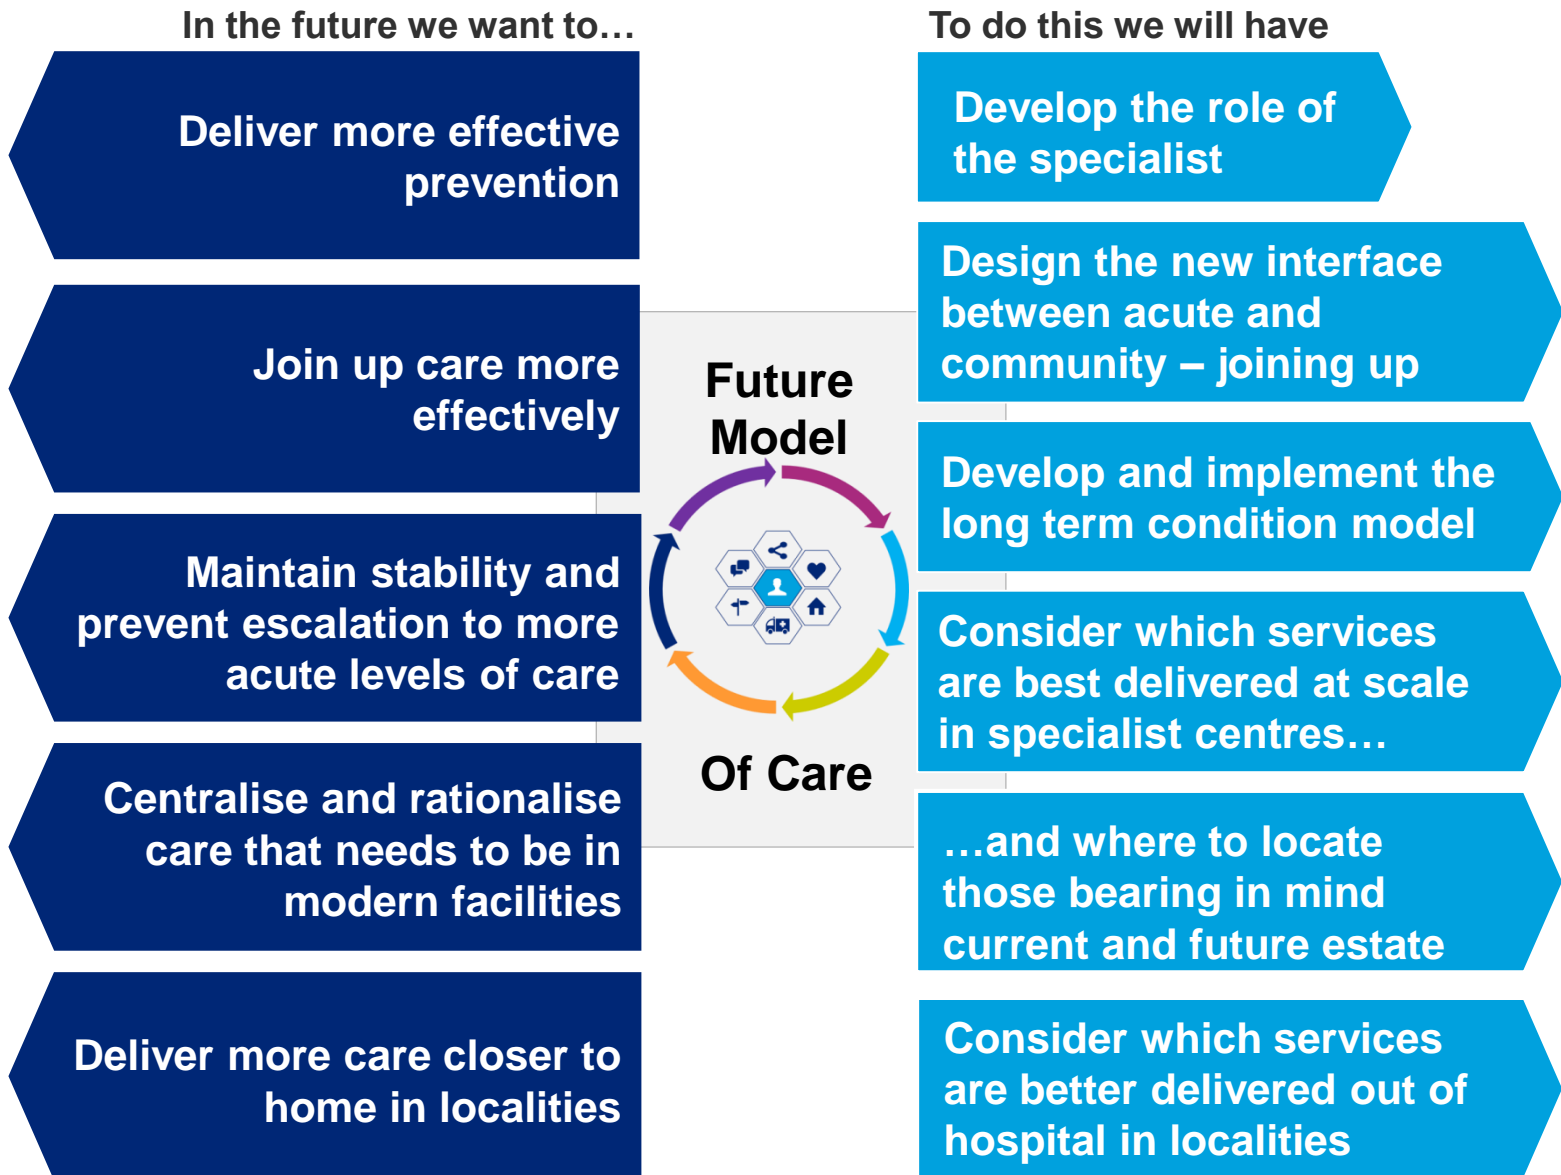 In the future we want to…
Deliver more effective
prevention
Join up care more
effectively
Maintain stability and
prevent escalation to more
acute levels of care
Centralise and rationalise
care that needs to be in
modern facilities
Deliver more care closer to
home in localities
Future
Model
Of Care
To do this we will have
Develop the role of
the specialist
Design the new interface
between acute and
community – joining up
Develop and implement the
long term condition model
Consider which services
are best delivered at scale
in specialist centres…
…and where to locate
those bearing in mind
current and future estate
Consider which services
are better delivered out of
hospital in localities